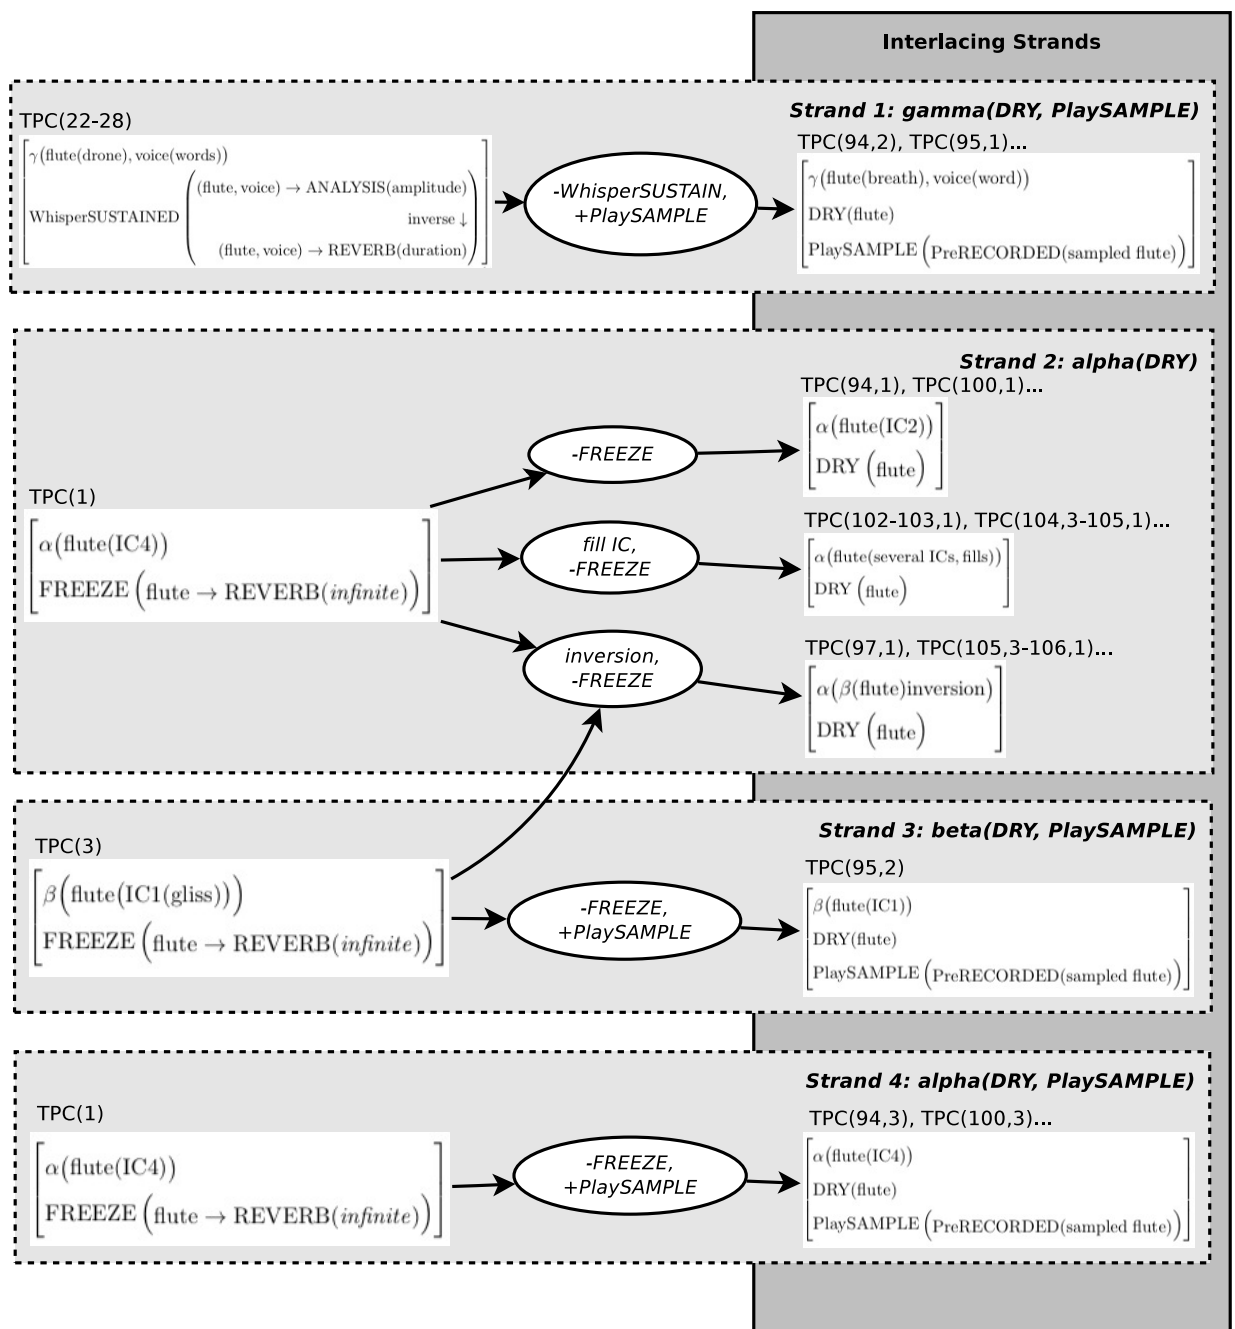 Interlacing Strands
Strand 1: gamma(DRY, PlaySAMPLE)
TPC(22-28)
γ(flute(drone), voice(words))
WhisperSUSTAINED
(flute, voice) → ANALYSIS(amplitude)
inverse ↓
(flute, voice) → REVERB(duration)
-WhisperSUSTAIN,
+PlaySAMPLE
TPC(94,2), TPC(95,1)...
γ(flute(breath), voice(word))
DRY(flute)
PlaySAMPLE (PreRECORDED(sampled flute))
Strand 2: alpha(DRY)
TPC(1)
α(flute(IC4))
FREEZE (flute → REVERB(infinite))
-FREEZE
TPC(94,1), TPC(100,1)...
α(flute(IC2))
DRY (flute)
fill IC,
-FREEZE
TPC(102-103,1), TPC(104,3-105,1)...
α(flute(several ICs, fills))
DRY (flute)
inversion,
-FREEZE
TPC(97,1), TPC(105,3-106,1)...
α(β(flute)inversion)
DRY (flute)
Strand 3: beta(DRY, PlaySAMPLE)
TPC(3)
β(flute(IC1(gliss)))
FREEZE (flute → REVERB(infinite))
-FREEZE,
+PlaySAMPLE
TPC(95,2)
β(flute(IC1))
DRY(flute)
PlaySAMPLE (PreRECORDED(sampled flute))
Strand 4: alpha(DRY, PlaySAMPLE)
TPC(1)
α(flute(IC4))
FREEZE (flute → REVERB(infinite))
-FREEZE,
+PlaySAMPLE
TPC(94,3), TPC(100,3)...
α(flute(IC4))
DRY(flute)
PlaySAMPLE (PreRECORDED(sampled flute))